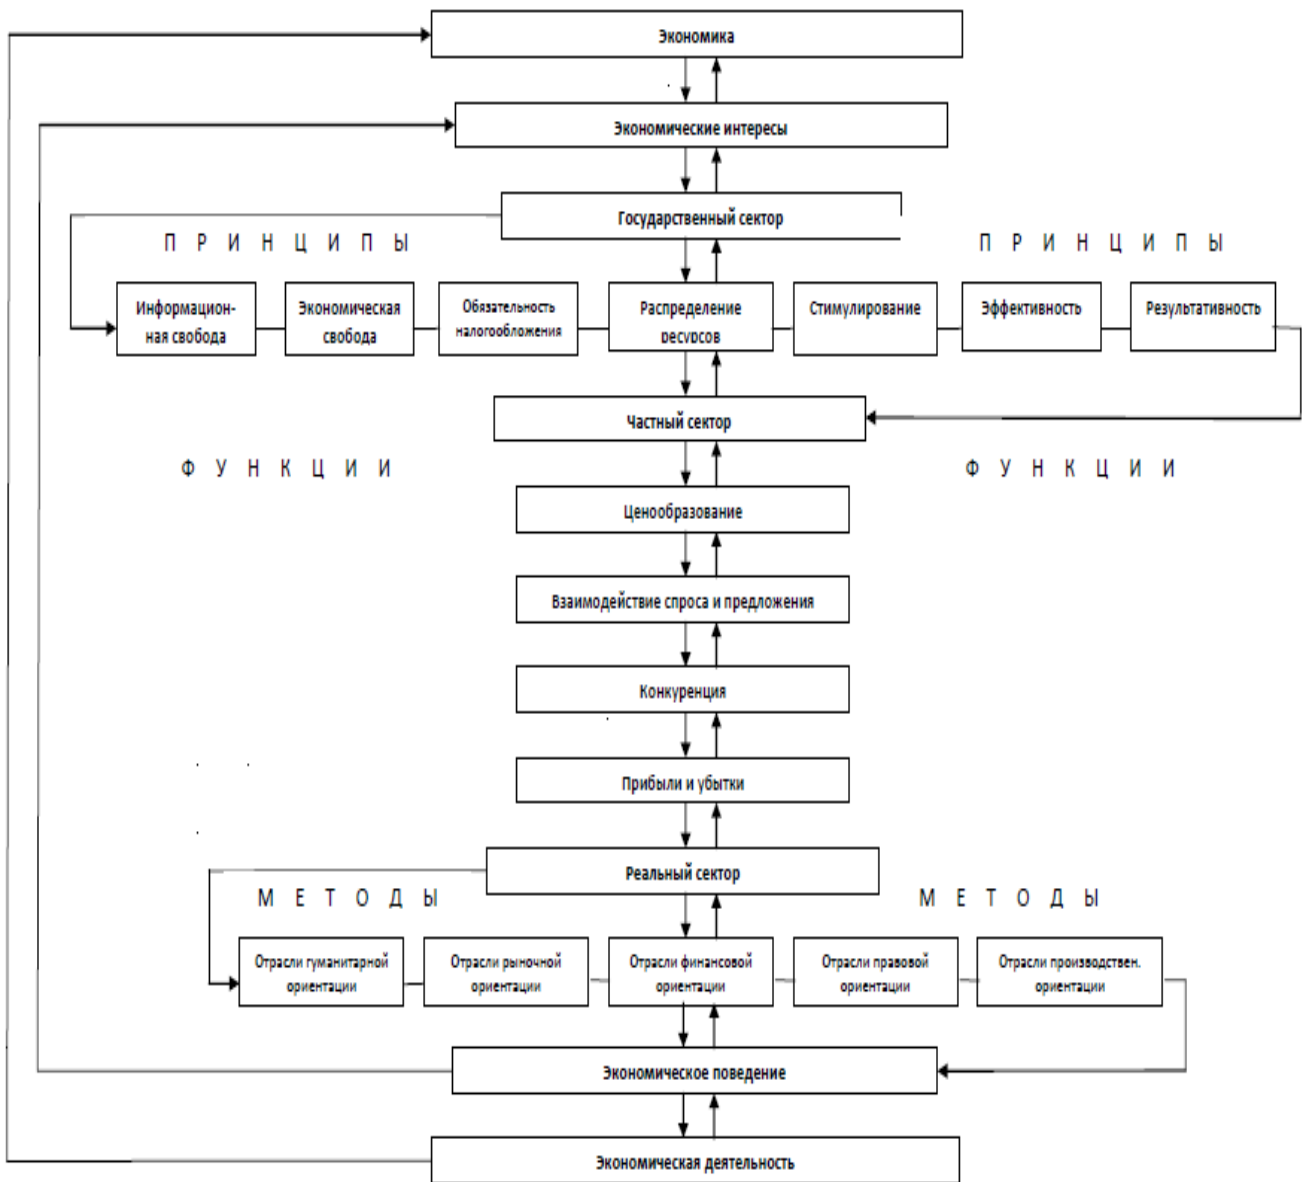 Экономика
Экономические интересы
Государственный сектор
П Р И Н Ц И П Ы
П Р И Н Ц И П Ы
Информацион-
ная свобода
Экономическая
свобода
Обязательность
налогообложения
Распределение
ресурсов
Стимулирование
Эффективность
Результативность
Частный сектор
Ф У Н К Ц И И
Ф У Н К Ц И И
Ценообразование
Взаимодействие спроса и предложения
Конкуренция
Прибыли и убытки
Реальный сектор
М Е Т О Д Ы
М Е Т О Д Ы
Отрасли гуманитарной
ориентации
Отрасли рыночной
ориентации
Отрасли финансовой
ориентации
Отрасли правовой
ориентации
Отрасли производствен.
ориентации
Экономическое поведение
Экономическая деятельность